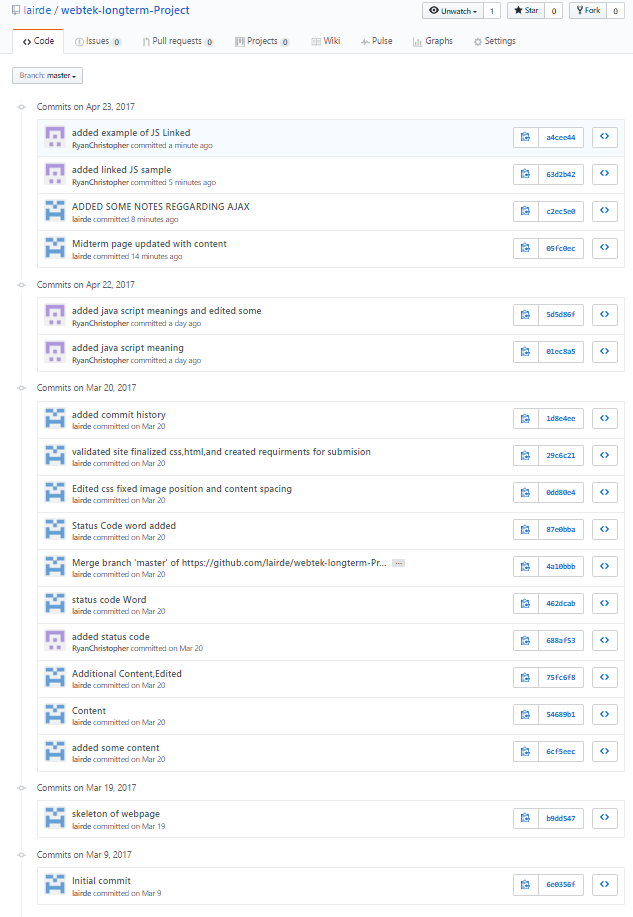 lairde / webtek-longterm-Project
Unwatch 1 Star 0 Fork 0
Code Issues 0 Pull requests 0 Projects 0 Wiki Pulse Graphs Settings
Branch: master
Commits on Apr 23, 2017
added example of JS Linked
RyanChristopher committed a minute ago
a4cee44
added linked JS sample
RyanChristopher committed 5 minutes ago
63d2b42
ADDED SOME NOTES REGGARDING AJAX
lairde committed 8 minutes ago
c2ec5e0
Midterm page updated with content
lairde committed 14 minutes ago
05fc0ec
Commits on Apr 22, 2017
added java script meanings and edited some
RyanChristopher committed a day ago
5d5d86f
added java script meaning
RyanChristopher committed a day ago
01ec8a5
Commits on Mar 20, 2017
added commit history
lairde committed on Mar 20
1d8e4ee
validated site finalized css,html,and created requirments for submision
lairde committed on Mar 20
29c6c21
Edited css fixed image position and content spacing
lairde committed on Mar 20
0dd80e4
Status Code word added
lairde committed on Mar 20
87e0bba
Merge branch 'master' of https://github.com/lairde/webtek-longterm-Pr... ...
lairde committed on Mar 20
4a10bbb
status code Word
lairde committed on Mar 20
462dcab
added status code
RyanChristopher committed on Mar 20
688af53
Additional Content,Edited
lairde committed on Mar 20
75fc6f8
Content
lairde committed on Mar 20
54689b1
added some content
lairde committed on Mar 20
6cf5eec
Commits on Mar 19, 2017
skeleton of webpage
lairde committed on Mar 19
b9dd547
Commits on Mar 9, 2017
Initial commit
lairde committed on Mar 9
6e0356f